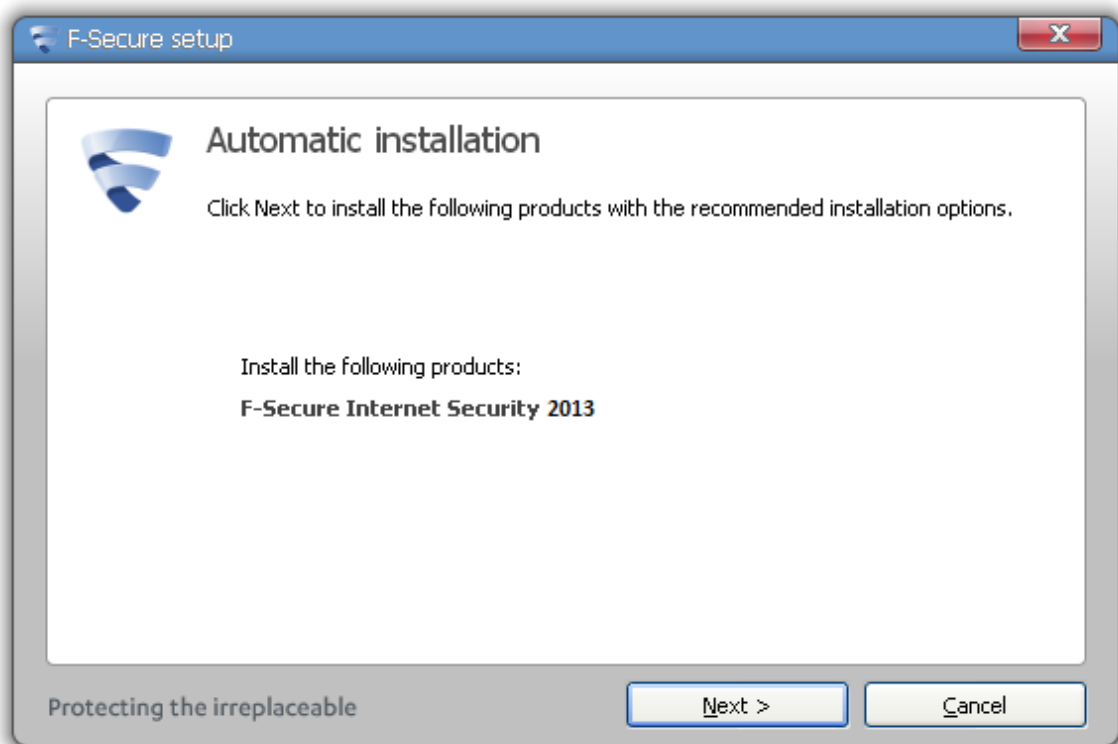 F-Secure setup
Automatic installation
Click Next to install the following products with the recommended installation options.
Install the following products:
F-Secure Internet Security 2013
Protecting the irreplaceable
Next >
Cancel